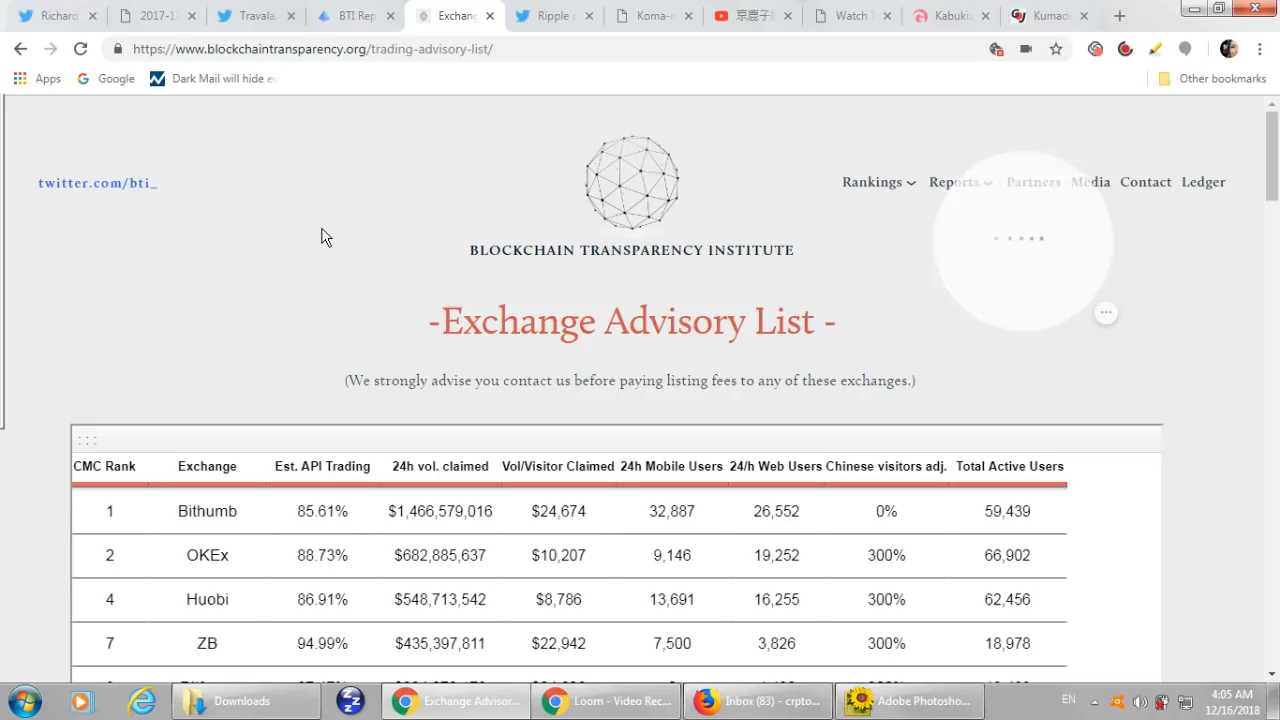 Richard
2017-11
Travala.
BTI Rep
Exchang
Ripple e
Koma-e
京鹿子
Watch T
Kabuki
Kumad
https://www.blockchaintransparency.org/trading-advisory-list/
Apps
Google
Dark Mail will hide e
Other bookmarks
twitter.com/bti_
Rankings Reports Partners Media Contact Ledger
BLOCKCHAIN TRANSPARENCY INSTITUTE
-Exchange Advisory List -
(We strongly advise you contact us before paying listing fees to any of these exchanges.)
CMC Rank Exchange Est. API Trading 24h vol. claimed Vol/Visitor Claimed 24h Mobile Users 24/h Web Users Chinese visitors adj. Total Active Users
1 Bithumb 85.61% $1,466,579,016 $24,674 32,887 26,552 0% 59,439
2 OKEx 88.73% $682,885,637 $10,207 9,146 19,252 300% 66,902
4 Huobi 86.91% $548,713,542 $8,786 13,691 16,255 300% 62,456
7 ZB 94.99% $435,397,811 $22,942 7,500 3,826 300% 18,978
Downloads
Exchange Advisor...
Loom - Video Rec...
Inbox (83) - crpto...
Adobe Photosho...
EN
4:05 AM
12/16/2018